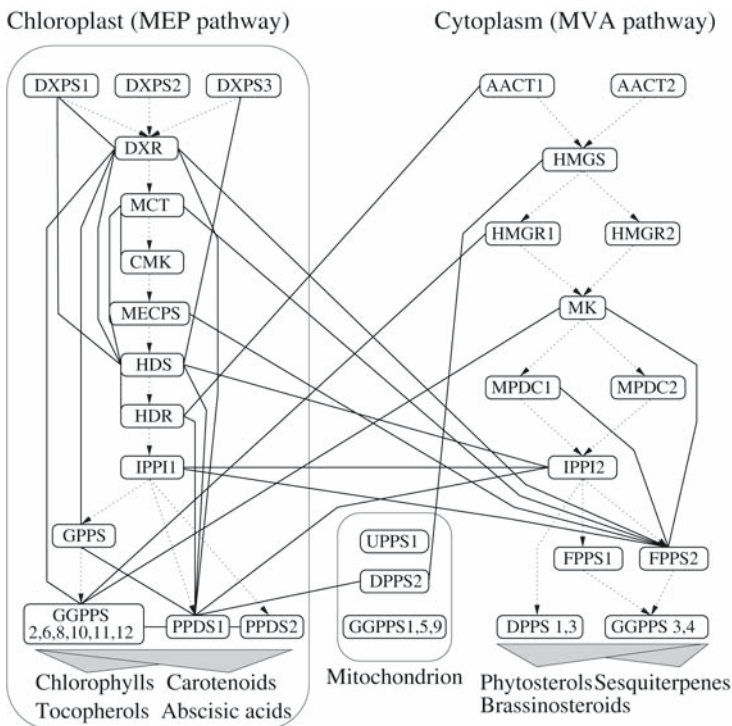 Chloroplast (MEP pathway)
Cytoplasm (MVA pathway)
DXPS1
DXPS2
DXPS3
AACT1
AACT2
DXR
HMGS
MCT
HMGR1
HMGR2
CMK
MECPS
MK
HDS
MPDC1
MPDC2
HDR
IPPI1
IPPI2
GPPS
UPPS1
FPPS1
FPPS2
DPPS2
GGPPS
2,6,8,10,11,12
PPDS1
PPDS2
GGPPS1,5,9
DPPS 1,3
GGPPS 3,4
Mitochondrion
Chlorophylls
Carotenoids
Tocopherols
Abscisic acids
Phytosterols
Sesquiterpenes
Brassinosteroids